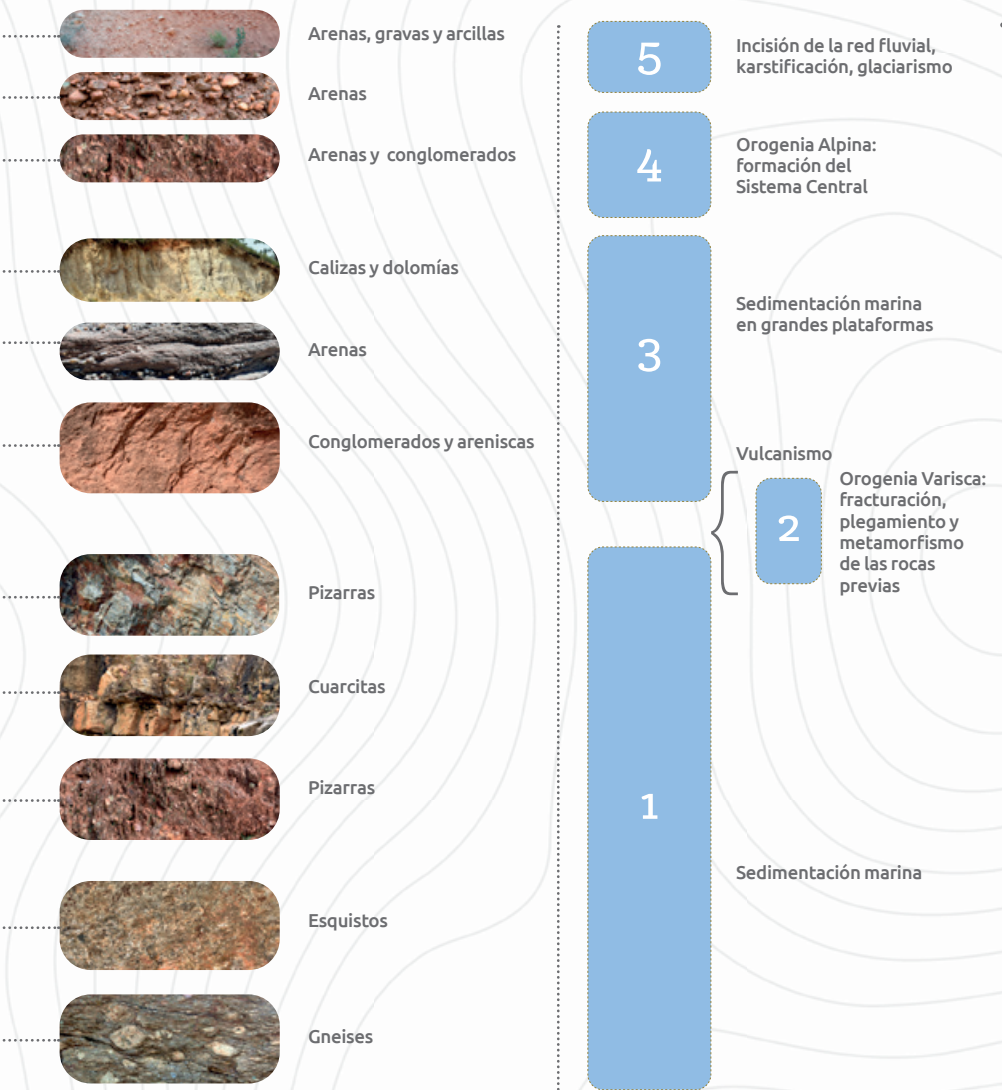 Arenas, gravas y arcillas
Arenas
Arenas y conglomerados
Calizas y dolomías
Arenas
Conglomerados y areniscas
Pizarras
Cuarcitas
Pizarras
Esquistos
Gneises
5
Incisión de la red fluvial,
karstificación, glaciarismo
4
Orogenia Alpina:
formación del
Sistema Central
3
Sedimentación marina
en grandes plataformas
Vulcanismo
2
Orogenia Varisca:
fracturación,
plegamiento y
metamorfismo
de las rocas
previas
1
Sedimentación marina